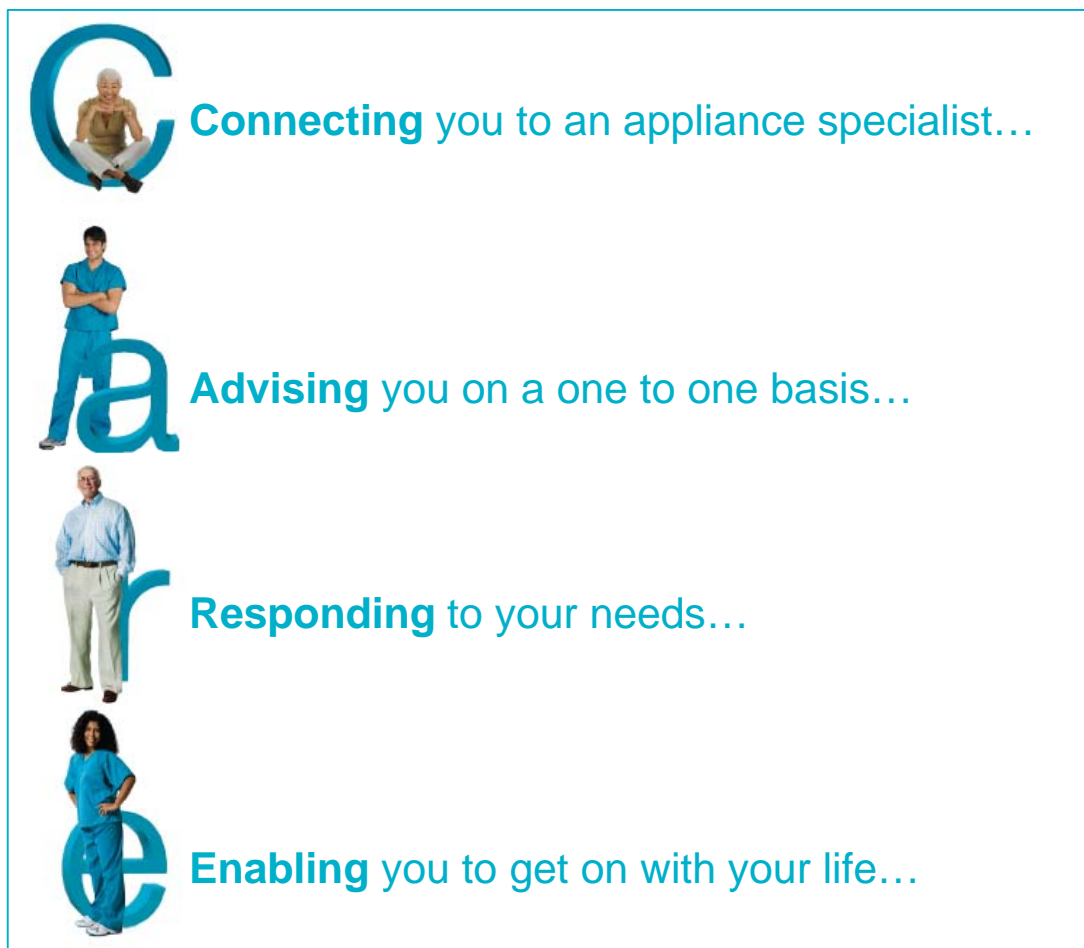 C
Connecting you to an appliance specialist…
a
Advising you on a one to one basis…
r
Responding to your needs…
e
Enabling you to get on with your life…